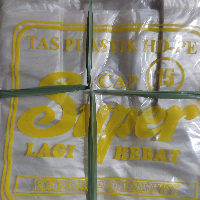 TAS PLASTIK HD-PE
CAP 15
Super
LAGI HEBAT